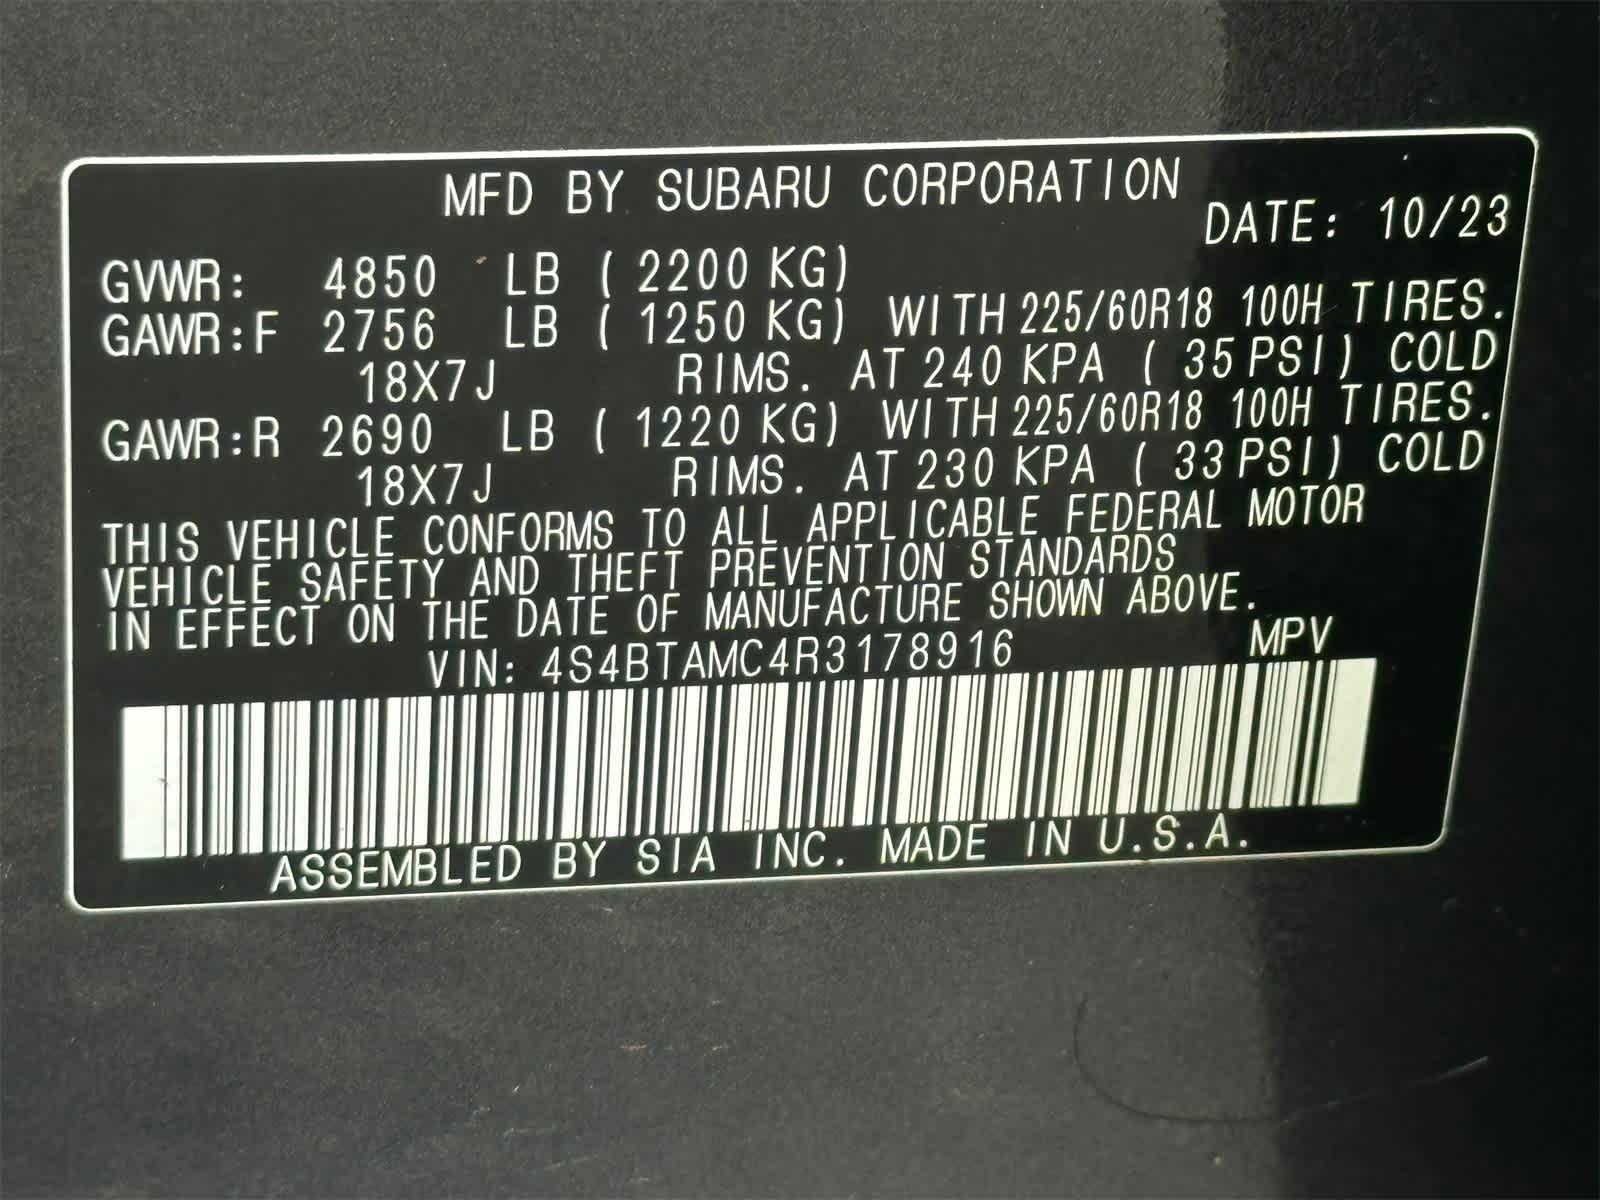 MFD BY SUBARU CORPORATION
DATE: 10/23
GVWR: 4850 LB ( 2200 KG)
GAWR:F 2756 LB ( 1250 KG) WITH 225/60R18 100H TIRES.
18X7J RIMS. AT 240 KPA ( 35 PSI) COLD
GAWR:R 2690 LB ( 1220 KG) WITH 225/60R18 100H TIRES.
18X7J RIMS. AT 230 KPA ( 33 PSI) COLD
THIS VEHICLE CONFORMS TO ALL APPLICABLE FEDERAL MOTOR
VEHICLE SAFETY AND THEFT PREVENTION STANDARDS
IN EFFECT ON THE DATE OF MANUFACTURE SHOWN ABOVE.
VIN: 4S4BTAMC4R3178916 MPV
ASSEMBLED BY SIA INC. MADE IN U.S.A.